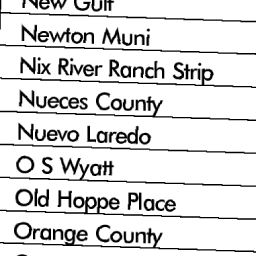 New Gulf
Newton Muni
Nix River Ranch Strip
Nueces County
Nuevo Laredo
O S Wyatt
Old Hoppe Place
Orange County